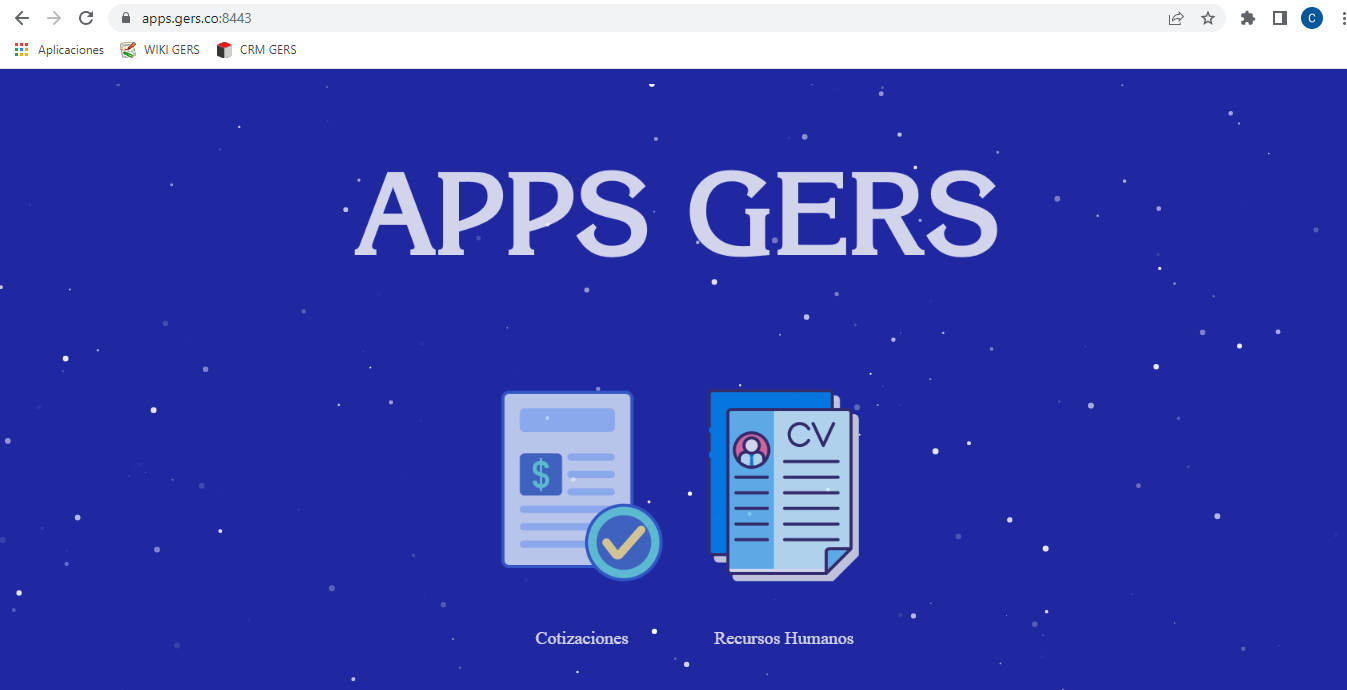 apps.gers.co:8443
C
Aplicaciones WIKI GERS CRM GERS
APPS GERS
$
CV
Cotizaciones Recursos Humanos